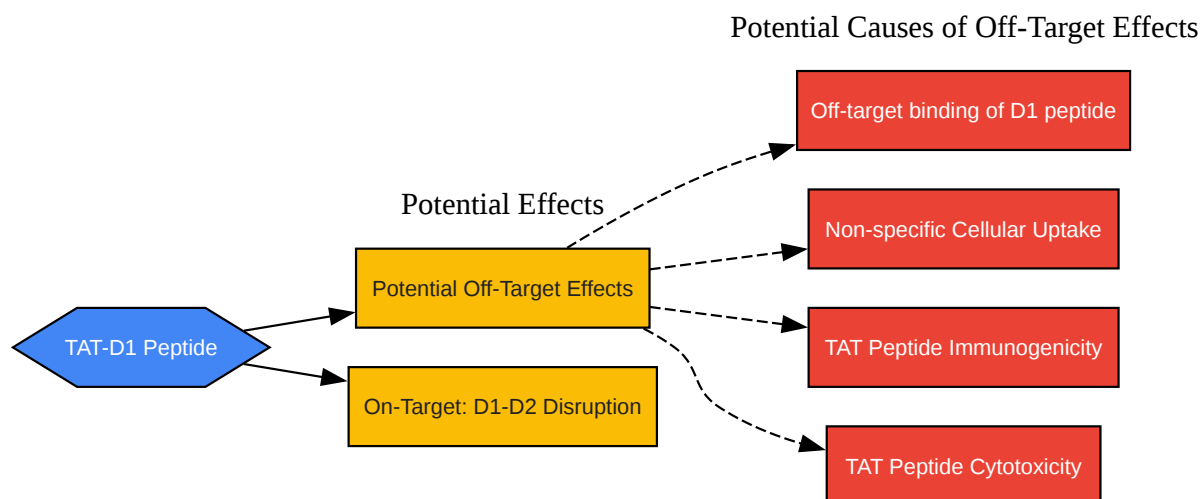 Potential Causes of Off-Target Effects
Off-target binding of D1 peptide
Potential Effects
Non-specific Cellular Uptake
Potential Off-Target Effects
TAT-D1 Peptide
TAT Peptide Immunogenicity
On-Target: D1-D2 Disruption
TAT Peptide Cytotoxicity